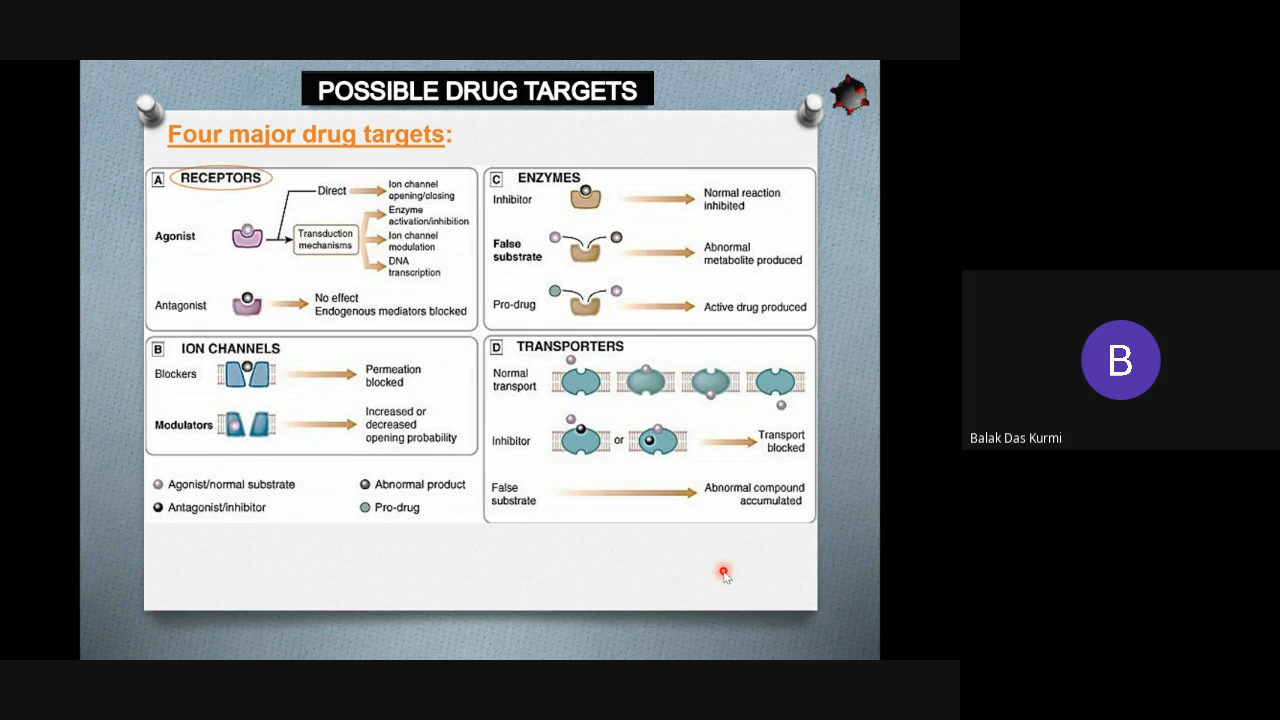 POSSIBLE DRUG TARGETS
Four major drug targets:
A RECEPTORS
Agonist
Direct
Ion channel
opening/closing
Transduction
mechanisms
Enzyme
activation/inhibition
Ion channel
modulation
DNA
transcription
Antagonist
No effect
Endogenous mediators blocked
B ION CHANNELS
Blockers
Permeation
blocked
Modulators
Increased or
decreased
opening probability
Agonist/normal substrate
Abnormal product
Antagonist/inhibitor
Pro-drug
C ENZYMES
Inhibitor
Normal reaction
inhibited
False
substrate
Abnormal
metabolite produced
Pro-drug
Active drug produced
D TRANSPORTERS
Normal
transport
Inhibitor
or
Transport
blocked
False
substrate
Abnormal compound
accumulated
B
Balak Das Kurmi